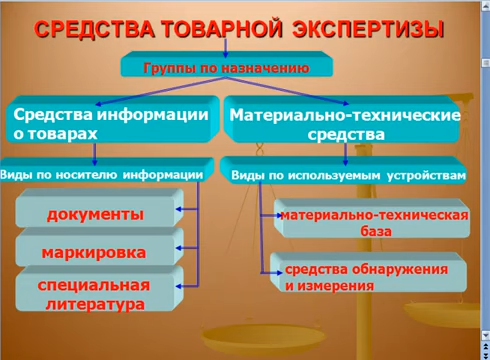 СРЕДСТВА ТОВАРНОЙ ЭКСПЕРТИЗЫ
Группы по назначению
Средства информации
о товарах
Материально-технические
средства
Виды по носителю информации
Виды по используемым устройствам
документы
маркировка
специальная
литература
материально-техническая
база
средства обнаружения
и измерения